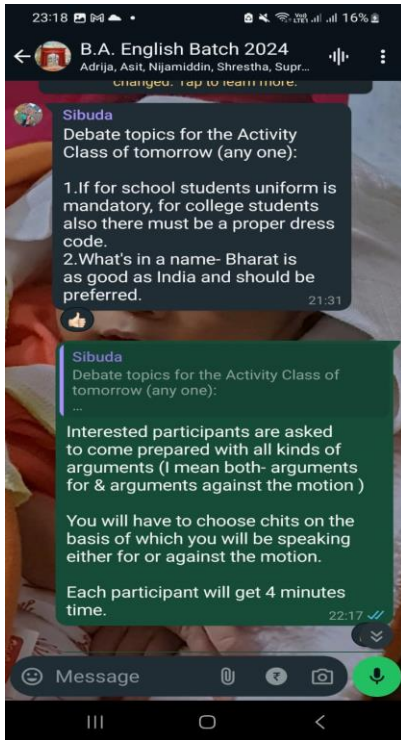 23:18
16%
B.A. English Batch 2024
Adrija, Asit, Nijamiddin, Shrestha, Supr...
changed. Tap to learn more.
Sibuda
Debate topics for the Activity
Class of tomorrow (any one):
1.If for school students uniform is
mandatory, for college students
also there must be a proper dress
code.
2.What's in a name- Bharat is
as good as India and should be
preferred.
21:31
Sibuda
Debate topics for the Activity Class of
tomorrow (any one):
...
Interested participants are asked
to come prepared with all kinds of
arguments (I mean both- arguments
for & arguments against the motion )
You will have to choose chits on the
basis of which you will be speaking
either for or against the motion.
Each participant will get 4 minutes
time.
22:17
Message